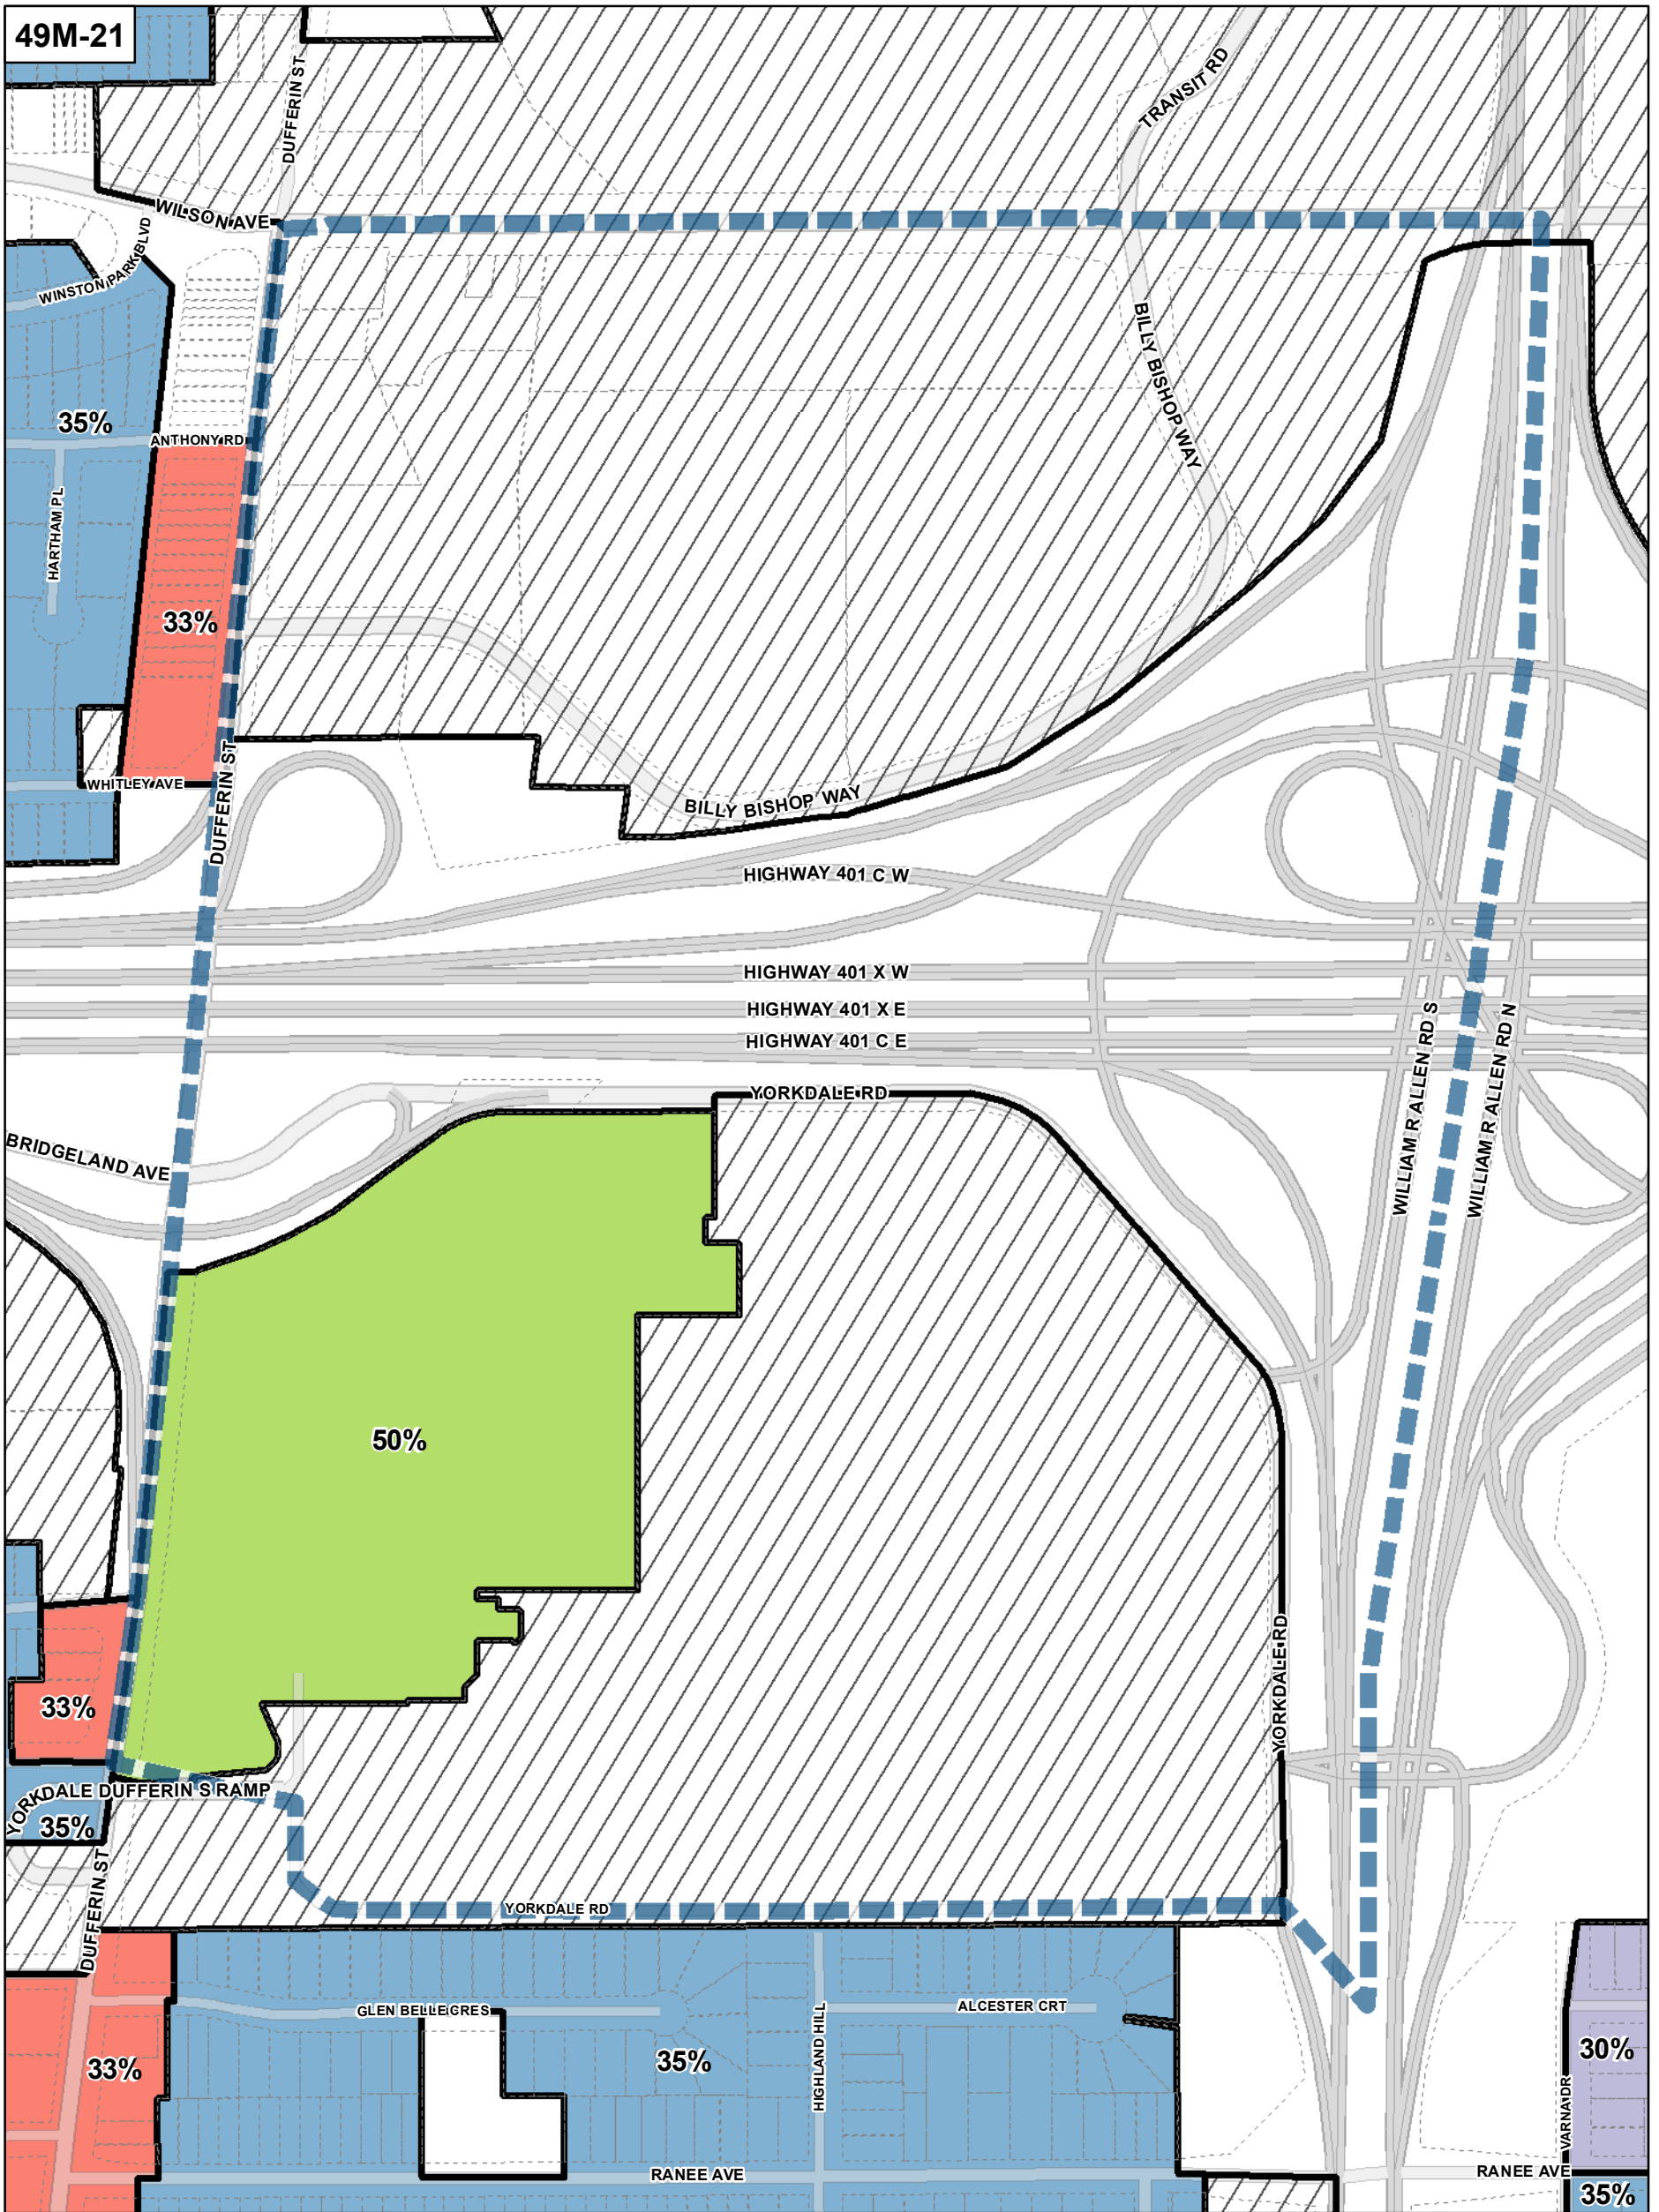 49M-21
DUFFERIN ST
TRANSIT RD
WILSON AVE
WINSTON PARK BLVD
BILLY BISHOP WAY
35%
ANTHONY RD
HARTHAM PL
33%
WHITLEY AVE
DUFFERIN ST
BILLY BISHOP WAY
HIGHWAY 401 C W
HIGHWAY 401 X W
HIGHWAY 401 X E
HIGHWAY 401 C E
WILLIAM R ALLEN RD S
WILLIAM R ALLEN RD N
YORKDALE RD
BRIDGELAND AVE
50%
YORKDALE RD
33%
YORKDALE DUFFERIN S RAMP
35%
DUFFERIN ST
YORKDALE RD
GLEN BELLE CRES
ALCESTER CRT
HIGHLAND HILL
33%
35%
30%
VARNA DR
RANEE AVE
RANEE AVE
35%